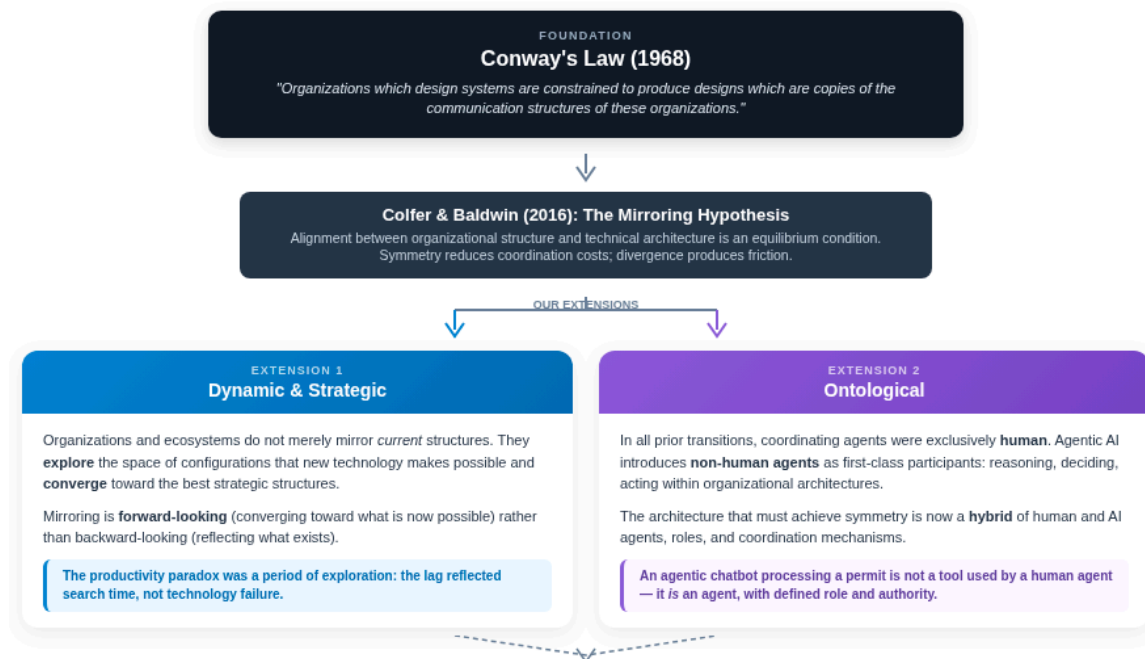 FOUNDATION
Conway's Law (1968)
"Organizations which design systems are constrained to produce designs which are copies of the
communication structures of these organizations."
Colfer & Baldwin (2016): The Mirroring Hypothesis
Alignment between organizational structure and technical architecture is an equilibrium condition.
Symmetry reduces coordination costs; divergence produces friction.
OUR EXTENSIONS
EXTENSION 1
Dynamic & Strategic
Organizations and ecosystems do not merely mirror current structures. They
explore the space of configurations that new technology makes possible and
converge toward the best strategic structures.
Mirroring is forward-looking (converging toward what is now possible) rather
than backward-looking (reflecting what exists).
The productivity paradox was a period of exploration: the lag reflected
search time, not technology failure.
EXTENSION 2
Ontological
In all prior transitions, coordinating agents were exclusively human. Agentic AI
introduces non-human agents as first-class participants: reasoning, deciding,
acting within organizational architectures.
The architecture that must achieve symmetry is now a hybrid of human and AI
agents, roles, and coordination mechanisms.
An agentic chatbot processing a permit is not a tool used by a human agent
— it is an agent, with defined role and authority.